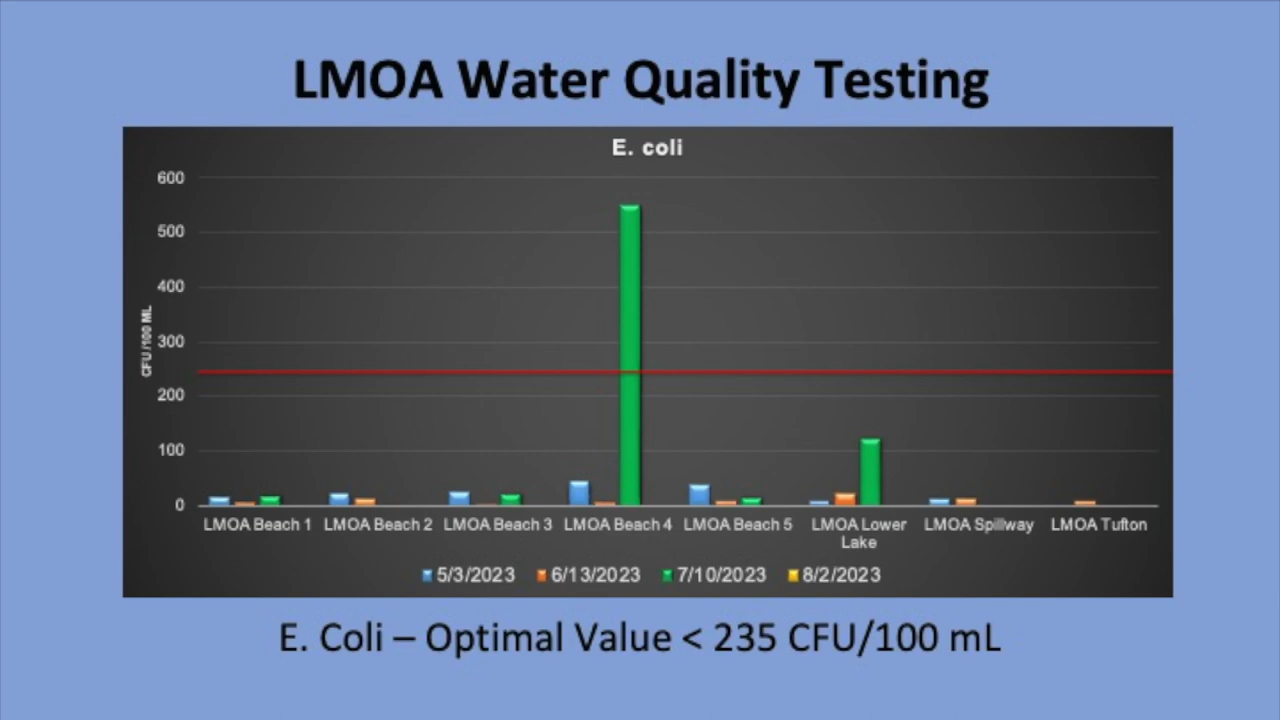 LMOA Water Quality Testing
E. coli
600
500
400
300
200
100
0
CFU /100 ML
LMOA Beach 1
LMOA Beach 2
LMOA Beach 3
LMOA Beach 4
LMOA Beach 5
LMOA Lower
Lake
LMOA Spillway
LMOA Tufton
5/3/2023
6/13/2023
7/10/2023
8/2/2023
E. Coli – Optimal Value < 235 CFU/100 mL